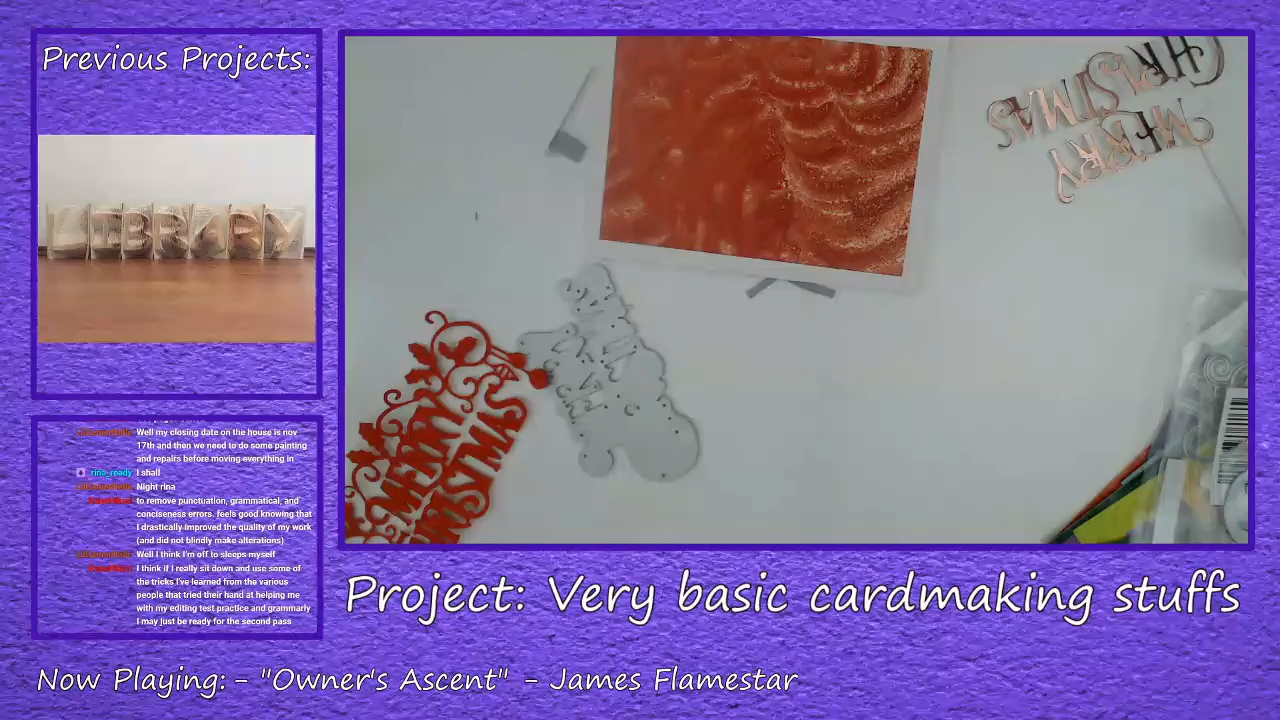 Previous Projects:
LIBRARY
Well my closing date on the house is nov
17th and then we need to do some painting
and repairs before moving everything in
rina_ready I shall
Night rina
to remove punctuation, grammatical, and
conciseness errors. feels good knowing that
I drastically improved the quality of my work
(and did not blindly make alterations)
Well I think I'm off to sleeps myself
I think if I really sit down and use some of
the tricks I've learned from the various
people that tried their hand at helping me
with my editing test practice and grammarly
I may just be ready for the second pass
CHRISTMAS
MERRY
MERRY
CHRISTMAS
Project: Very basic cardmaking stuffs
Now Playing: - "Owner's Ascent" - James Flamestar